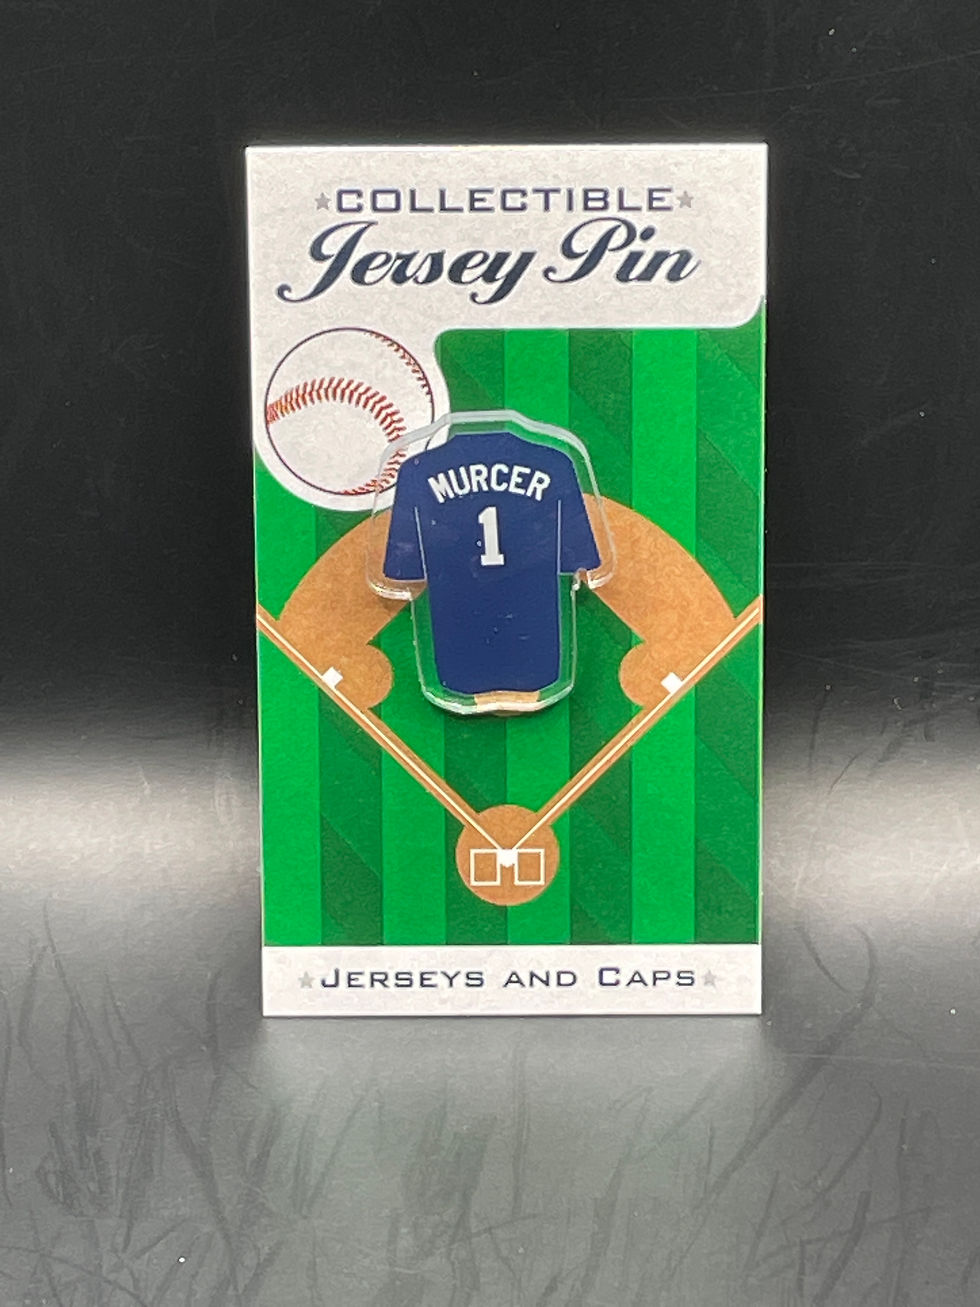 COLLECTIBLE
Jersey Pin
MURCER
1
JERSEYS AND CAPS